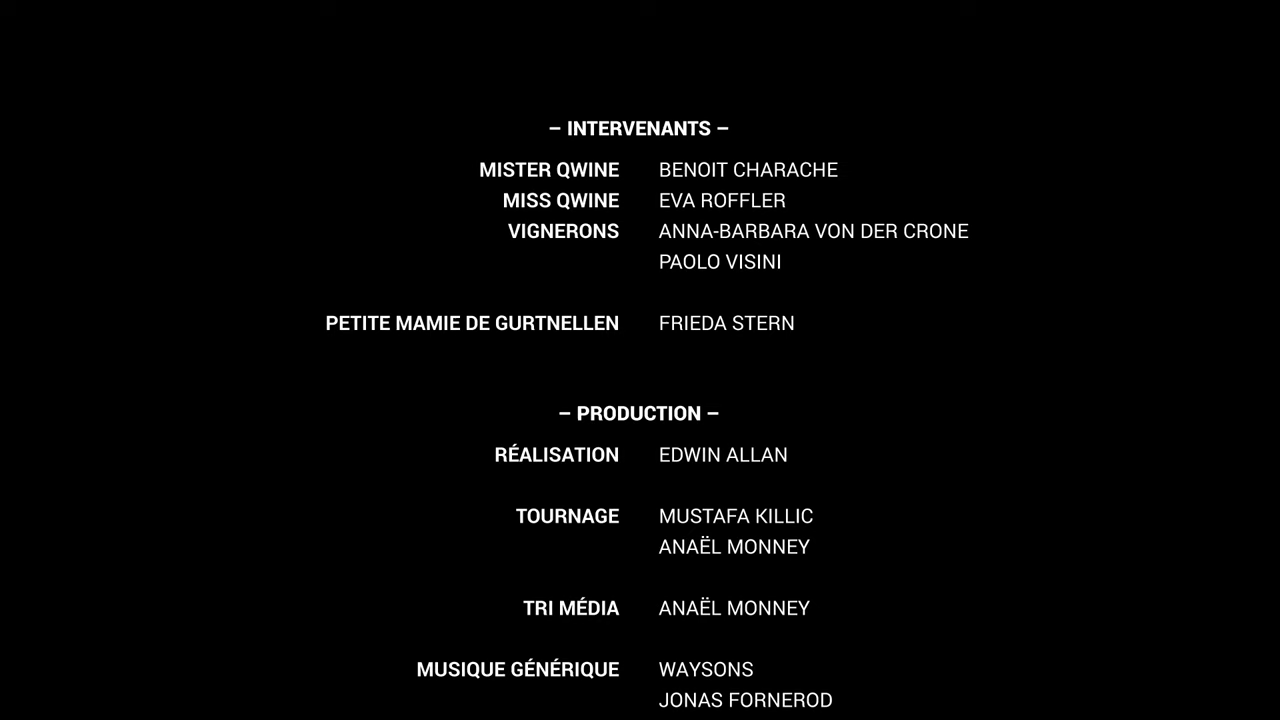 – INTERVENANTS –
MISTER QWINE BENOIT CHARACHE
MISS QWINE EVA ROFFLER
VIGNERONS ANNA-BARBARA VON DER CRONE
PAOLO VISINI
PETITE MAMIE DE GURTNELLEN FRIEDA STERN
– PRODUCTION –
RÉALISATION EDWIN ALLAN
TOURNAGE MUSTAFA KILLIC
ANAËL MONNEY
TRI MÉDIA ANAËL MONNEY
MUSIQUE GÉNÉRIQUE WAYSONS
JONAS FORNEROD